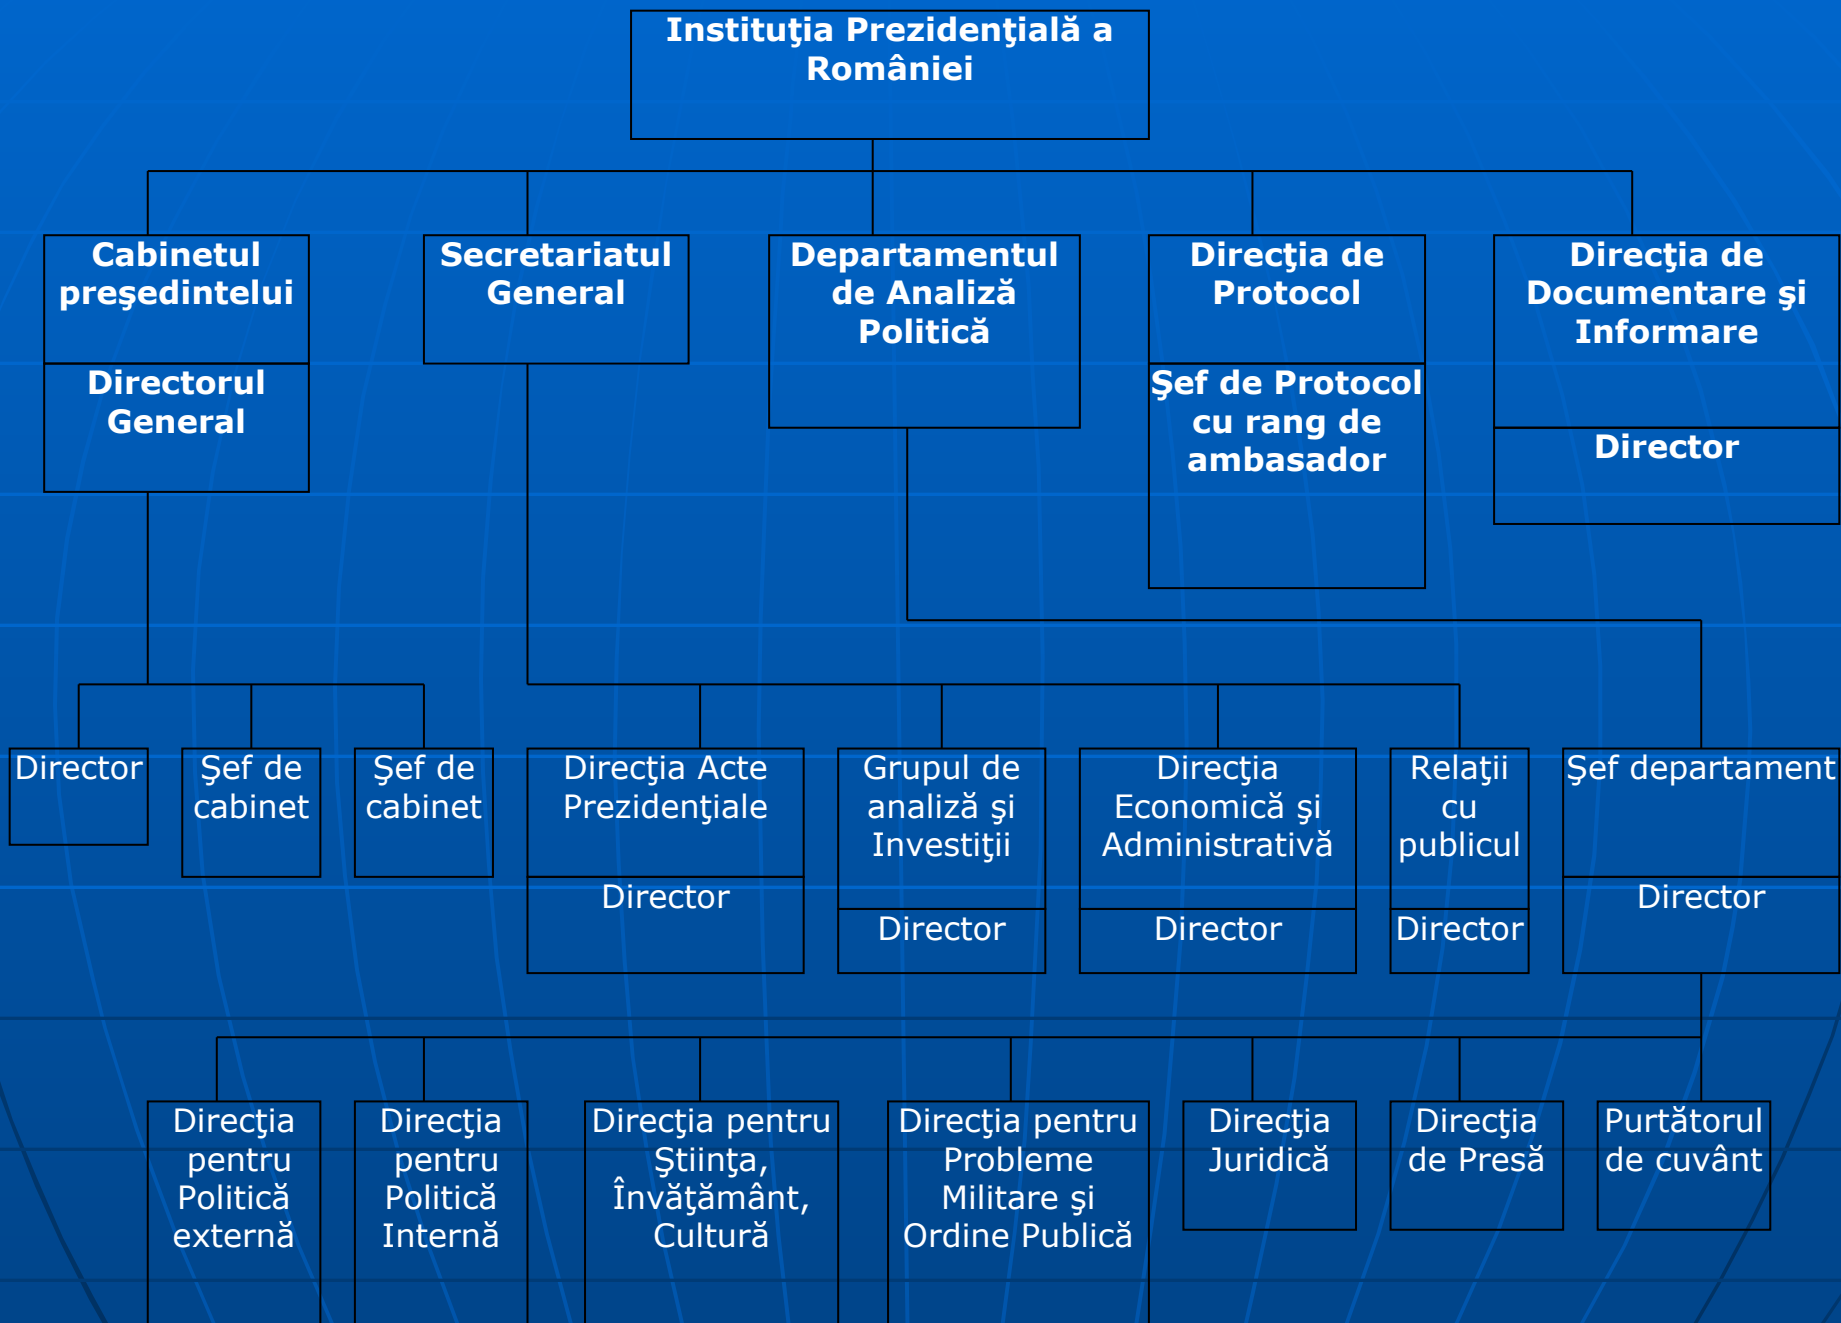 Instituţia Prezidenţială a
României
Cabinetul
preşedintelui
Directorul
General
Secretariatul
General
Departamentul
de Analiză
Politică
Direcţia de
Protocol
Şef de Protocol
cu rang de
ambasador
Direcţia de
Documentare şi
Informare
Director
Director
Şef de
cabinet
Şef de
cabinet
Direcţia Acte
Prezidenţiale
Director
Grupul de
analiză şi
Investiţii
Director
Direcţia
Economică şi
Administrativă
Director
Relaţii
cu
publicul
Director
Şef departament
Director
Direcţia
pentru
Politică
externă
Direcţia
pentru
Politică
Internă
Direcţia pentru
Ştiinţa,
Învăţământ,
Cultură
Direcţia pentru
Probleme
Militare şi
Ordine Publică
Direcţia
Juridică
Direcţia
de Presă
Purtătorul
de cuvânt